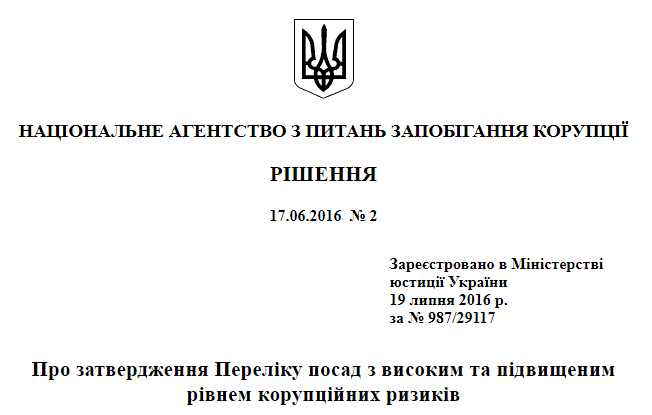 НАЦІОНАЛЬНЕ АГЕНТСТВО З ПИТАНЬ ЗАПОБІГАННЯ КОРУПЦІЇ
РІШЕННЯ
17.06.2016 № 2
Зареєстровано в Міністерстві
юстиції України
19 липня 2016 р.
за № 987/29117
Про затвердження Переліку посад з високим та підвищеним
рівнем корупційних ризиків